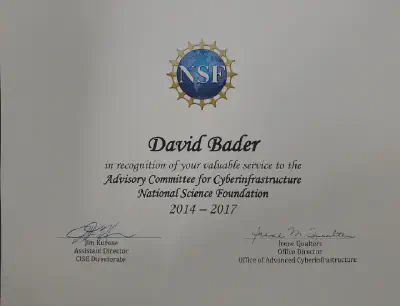 NSF
David Bader
in recognition of your valuable service to the
Advisory Committee for Cyberinfrastructure
National Science Foundation
2014 – 2017
Jim Kurose
Irene Qualters
Assistant Director
Office Director
CISE Directorate
Office of Advanced Cyberinfrastructure